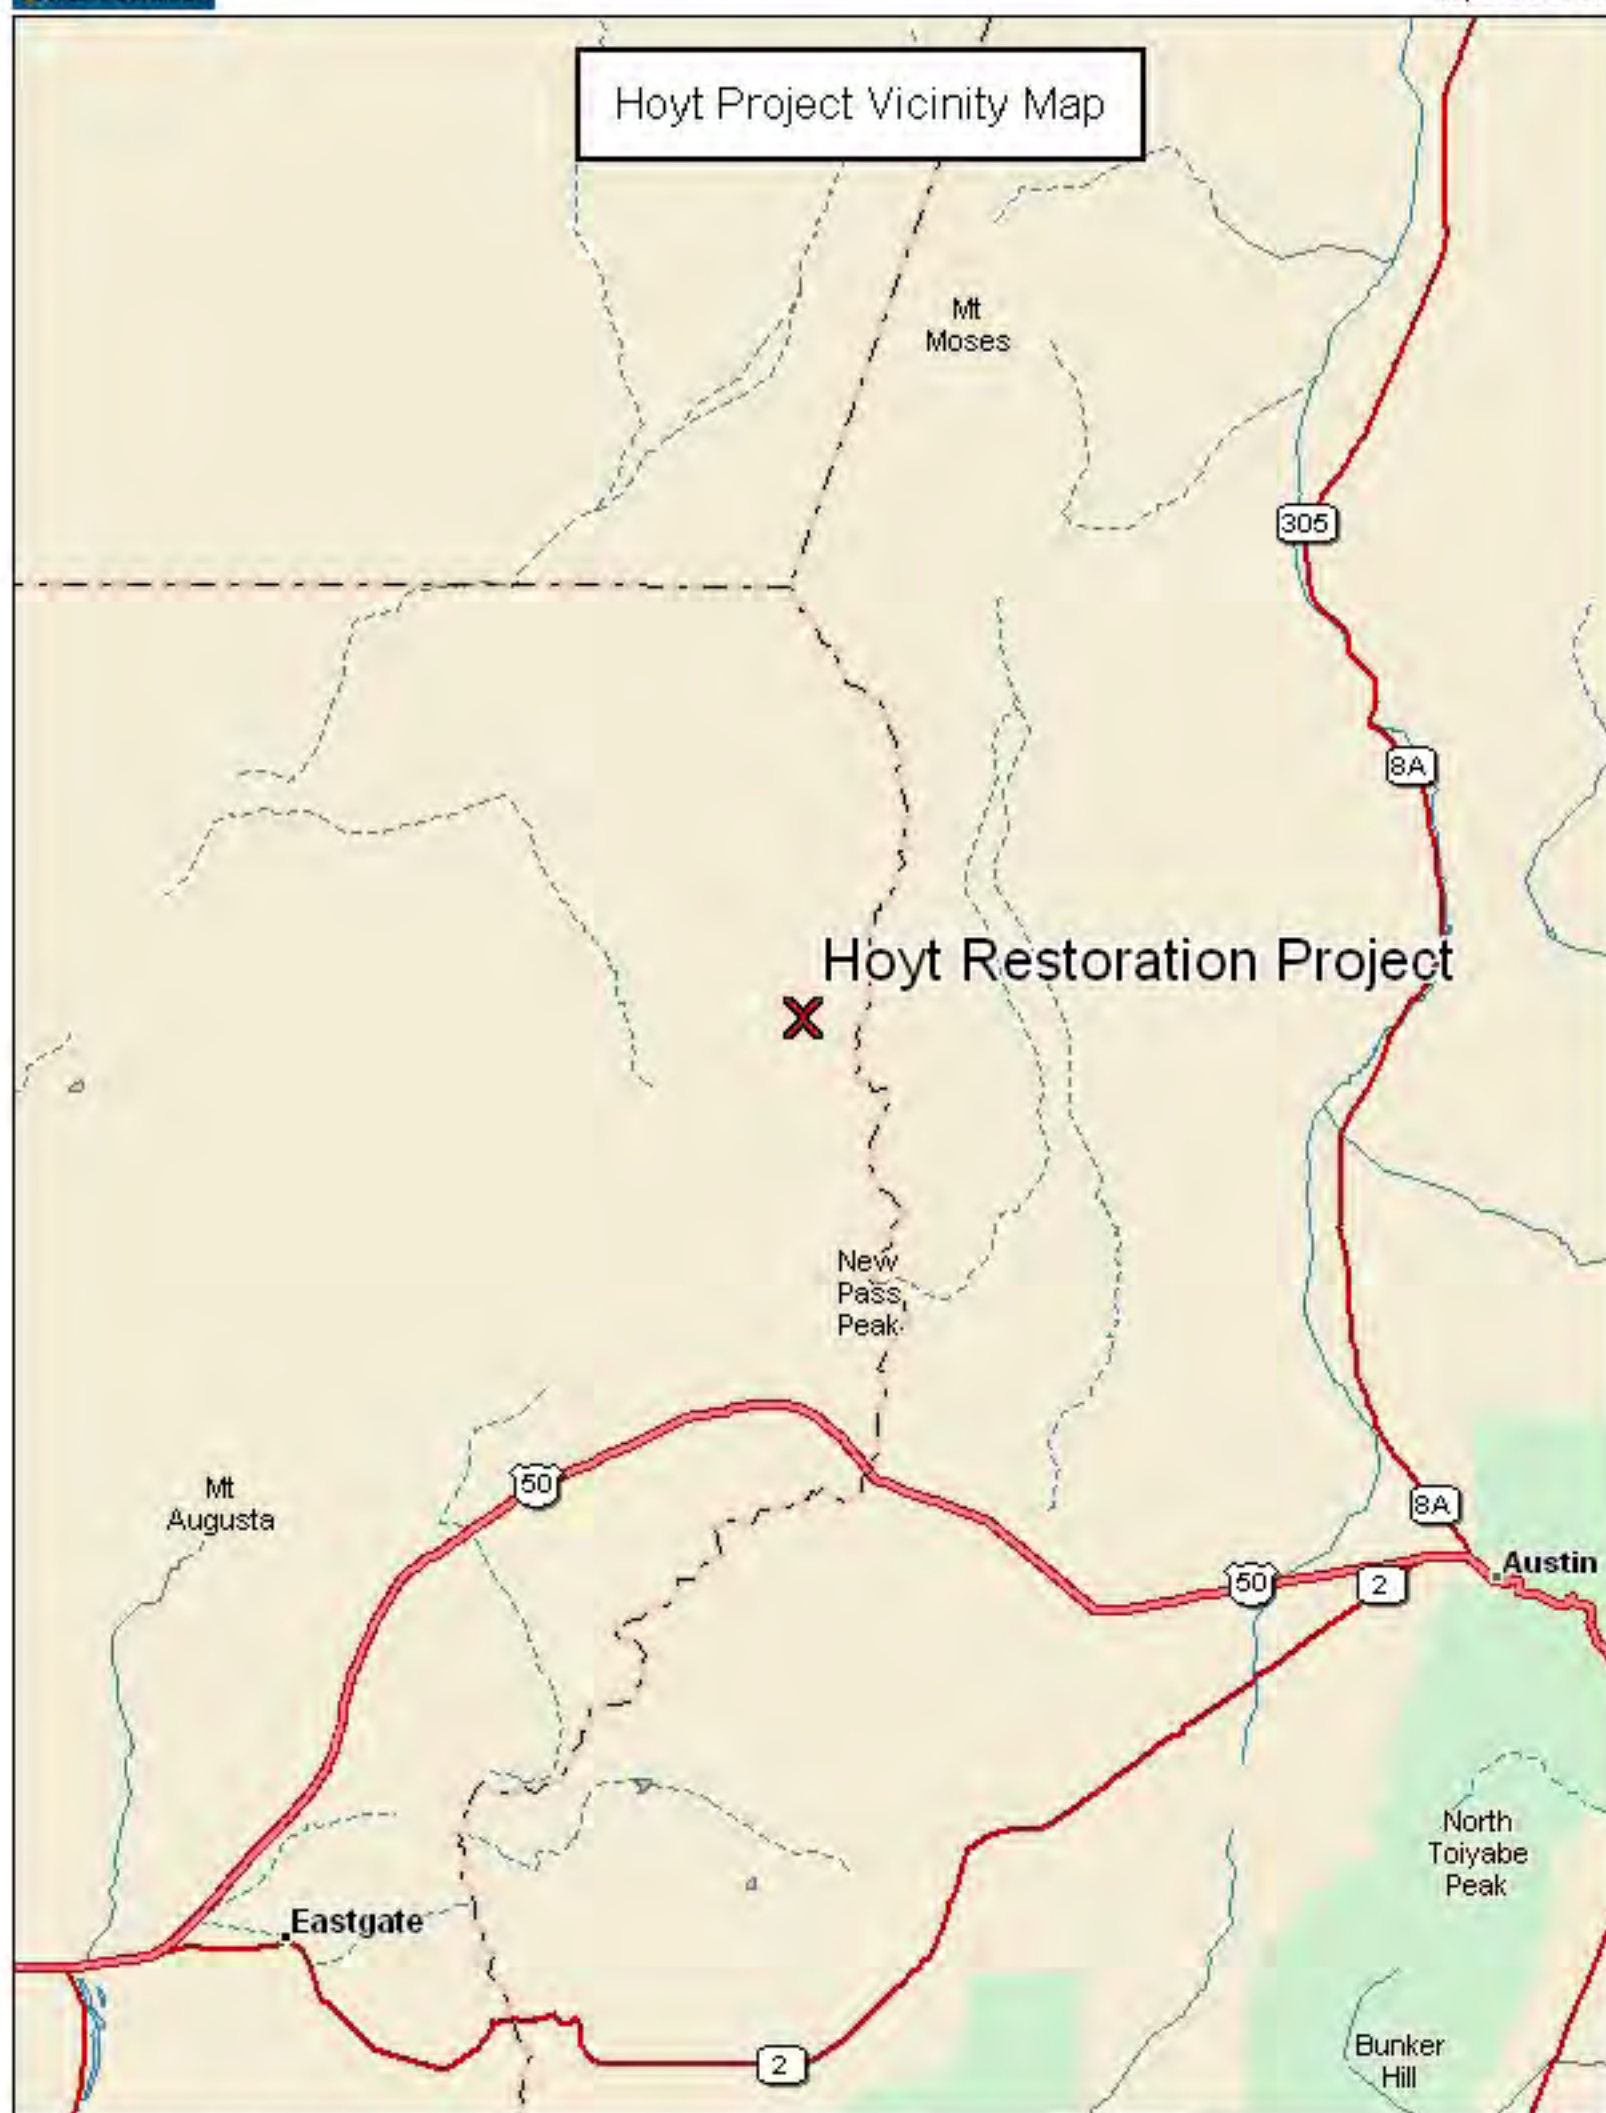 Hoyt Project Vicinity Map
Mt
Moses
305
8A
Hoyt Restoration Project
New
Pass
Peak
50
Mt
Augusta
8A
Austin
50
2
North
Toiyabe
Peak
Eastgate
Bunker
Hill
2